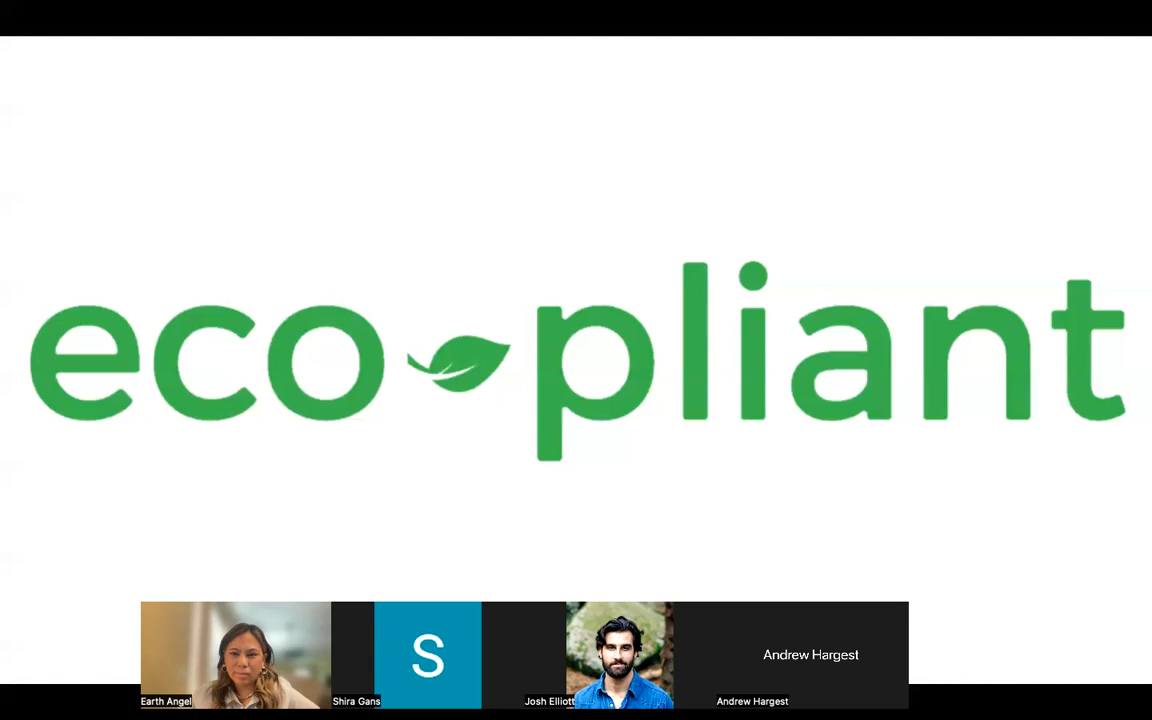 eco-pliant
S
Andrew Hargest
Earth Angel
Shira Gans
Josh Elliott
Andrew Hargest